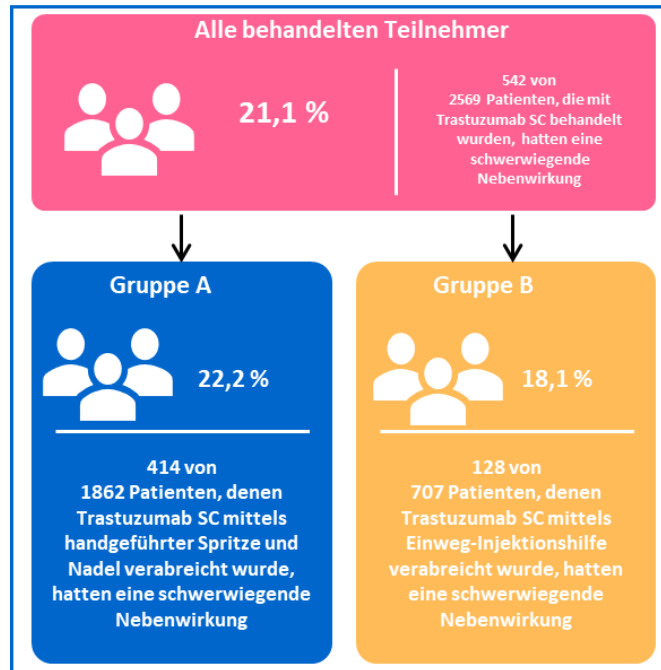 Alle behandelten Teilnehmer
21,1 %
542 von
2569 Patienten, die mit
Trastuzumab SC behandelt
wurden, hatten eine
schwerwiegende
Nebenwirkung
Gruppe A
22,2 %
414 von
1862 Patienten, denen
Trastuzumab SC mittels
handgeführter Spritze und
Nadel verabreicht wurde,
hatten eine schwerwiegende
Nebenwirkung
Gruppe B
18,1 %
128 von
707 Patienten, denen
Trastuzumab SC mittels
Einweg-Injektionshilfe
verabreicht wurde, hatten
eine schwerwiegende
Nebenwirkung